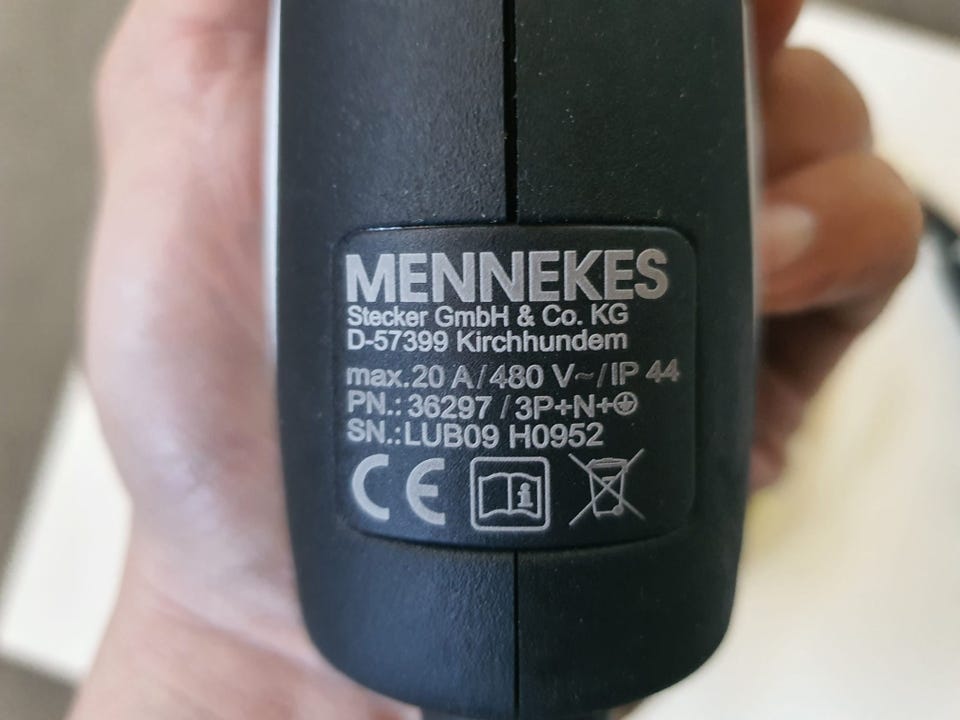 MENNEKES
Stecker GmbH & Co. KG
D-57399 Kirchhundem
max.20 A/480 V~/IP 44
PN.: 36297 / 3P+N+⏚
SN.:LUB09 H0952
CE
i